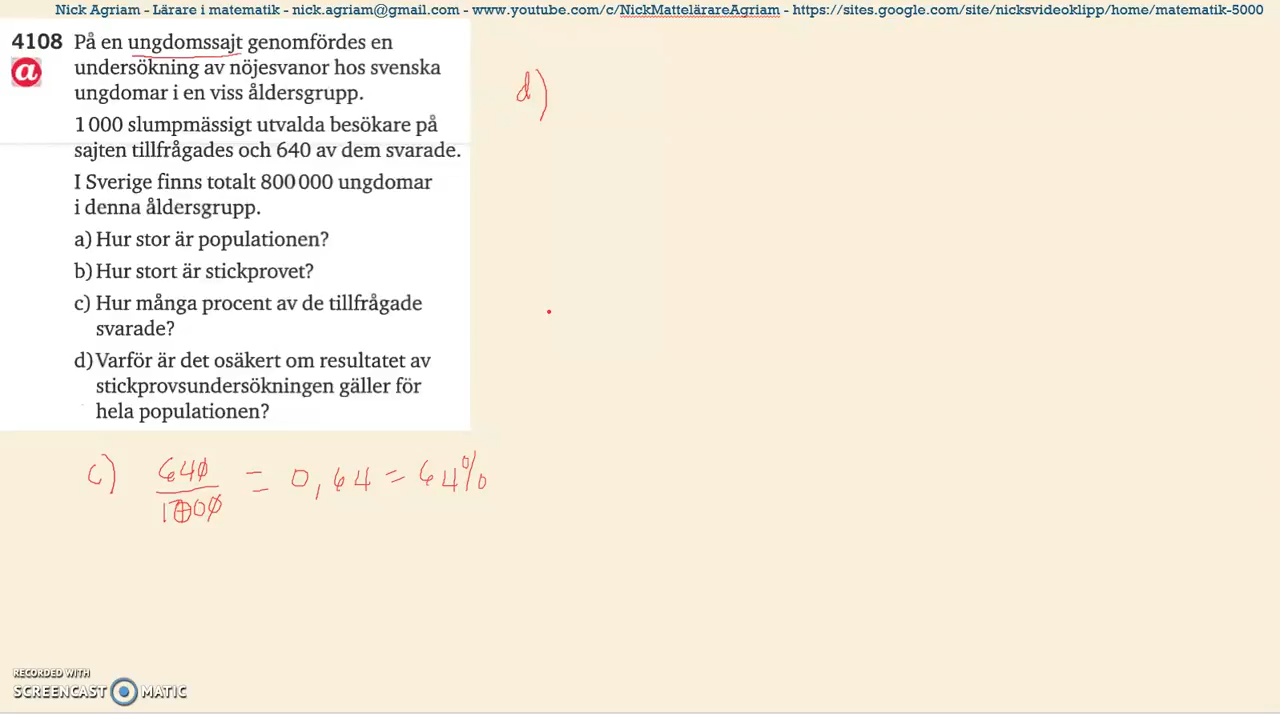 Nick Agriam - Lärare i matematik - nick.agriam@gmail.com - www.youtube.com/c/NickMattelärareAgriam - https://sites.google.com/site/nicksvideoklipp/home/matematik-5000
4108 På en ungdomssajt genomfördes en
a undersökning av nöjesvanor hos svenska
ungdomar i en viss åldersgrupp.
1 000 slumpmässigt utvalda besökare på
sajten tillfrågades och 640 av dem svarade.
I Sverige finns totalt 800 000 ungdomar
i denna åldersgrupp.
a) Hur stor är populationen?
b) Hur stort är stickprovet?
c) Hur många procent av de tillfrågade
svarade?
d) Varför är det osäkert om resultatet av
stickprovsundersökningen gäller för
hela populationen?
c) 640/1000 = 0,64 = 64%
d)
RECORDED WITH
SCREENCAST O MATIC